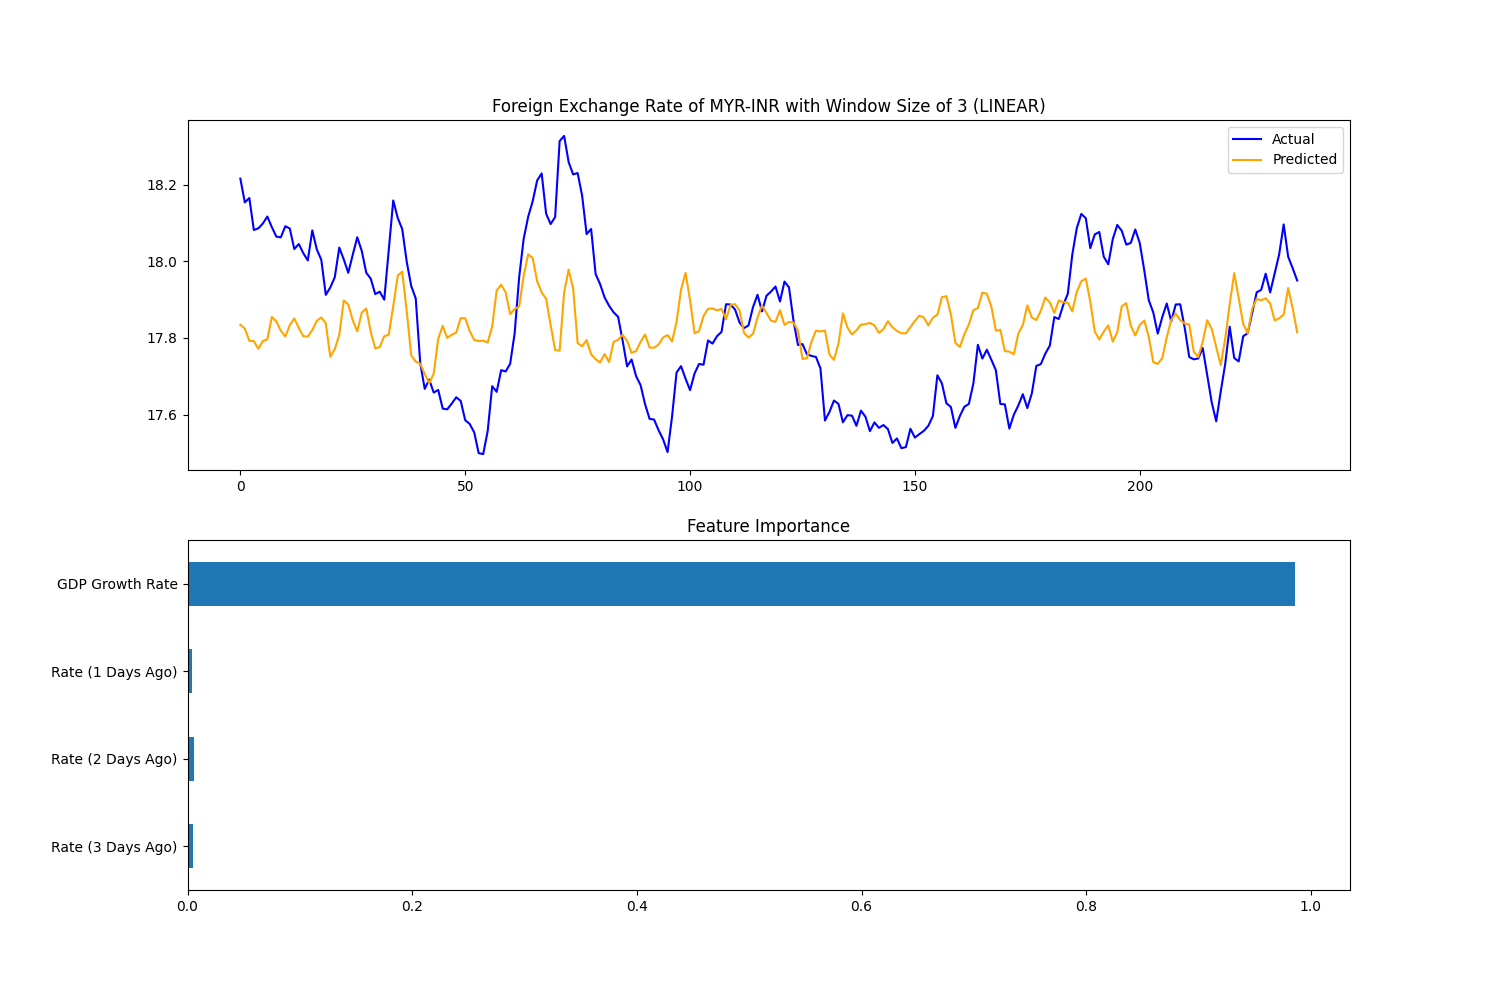 Foreign Exchange Rate of MYR-INR with Window Size of 3 (LINEAR)
Actual
Predicted
18.2
18.0
17.8
17.6
0 50 100 150 200
Feature Importance
GDP Growth Rate
Rate (1 Days Ago)
Rate (2 Days Ago)
Rate (3 Days Ago)
0.0 0.2 0.4 0.6 0.8 1.0